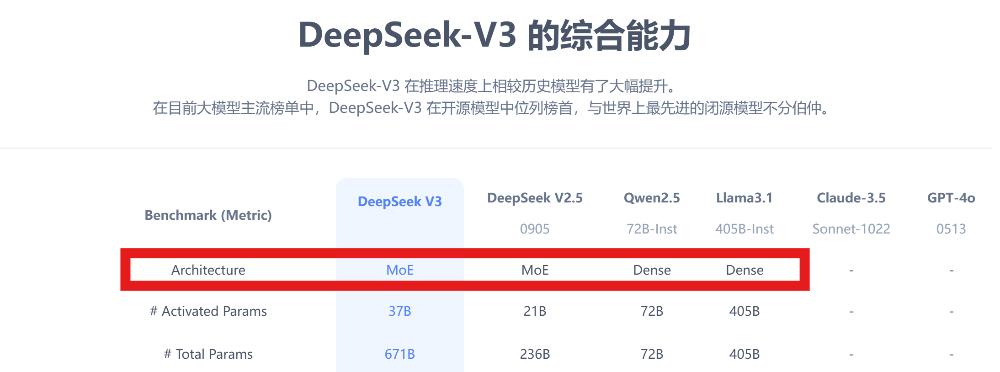 DeepSeek-V3 的综合能力
DeepSeek-V3 在推理速度上相较历史模型有了大幅提升。
在目前大模型主流榜单中，DeepSeek-V3 在开源模型中位列榜首，与世界上最先进的闭源模型不分伯仲。
Benchmark (Metric) DeepSeek V3 DeepSeek V2.5 Qwen2.5 Llama3.1 Claude-3.5 GPT-4o
0905 72B-Inst 405B-Inst Sonnet-1022 0513
Architecture MoE MoE Dense Dense - -
# Activated Params 37B 21B 72B 405B - -
# Total Params 671B 236B 72B 405B - -